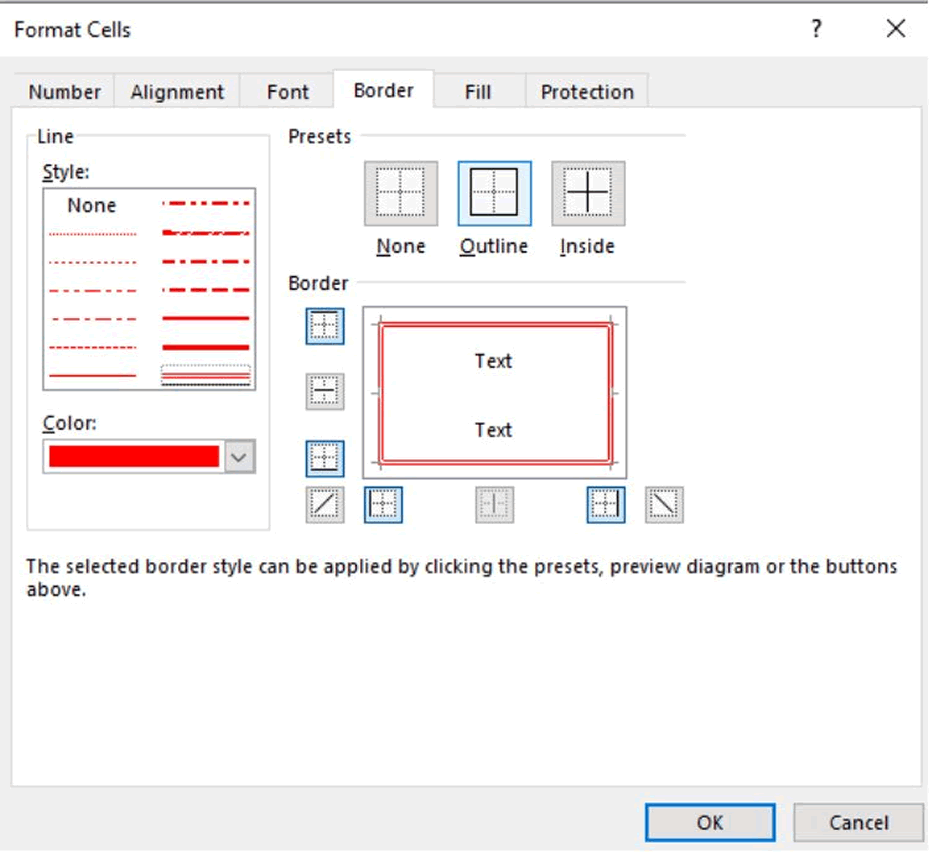 Format Cells
?
Number Alignment Font Border Fill Protection
Line
Style:
None
Color:
Presets
None Outline Inside
Border
Text
Text
The selected border style can be applied by clicking the presets, preview diagram or the buttons
above.
OK Cancel